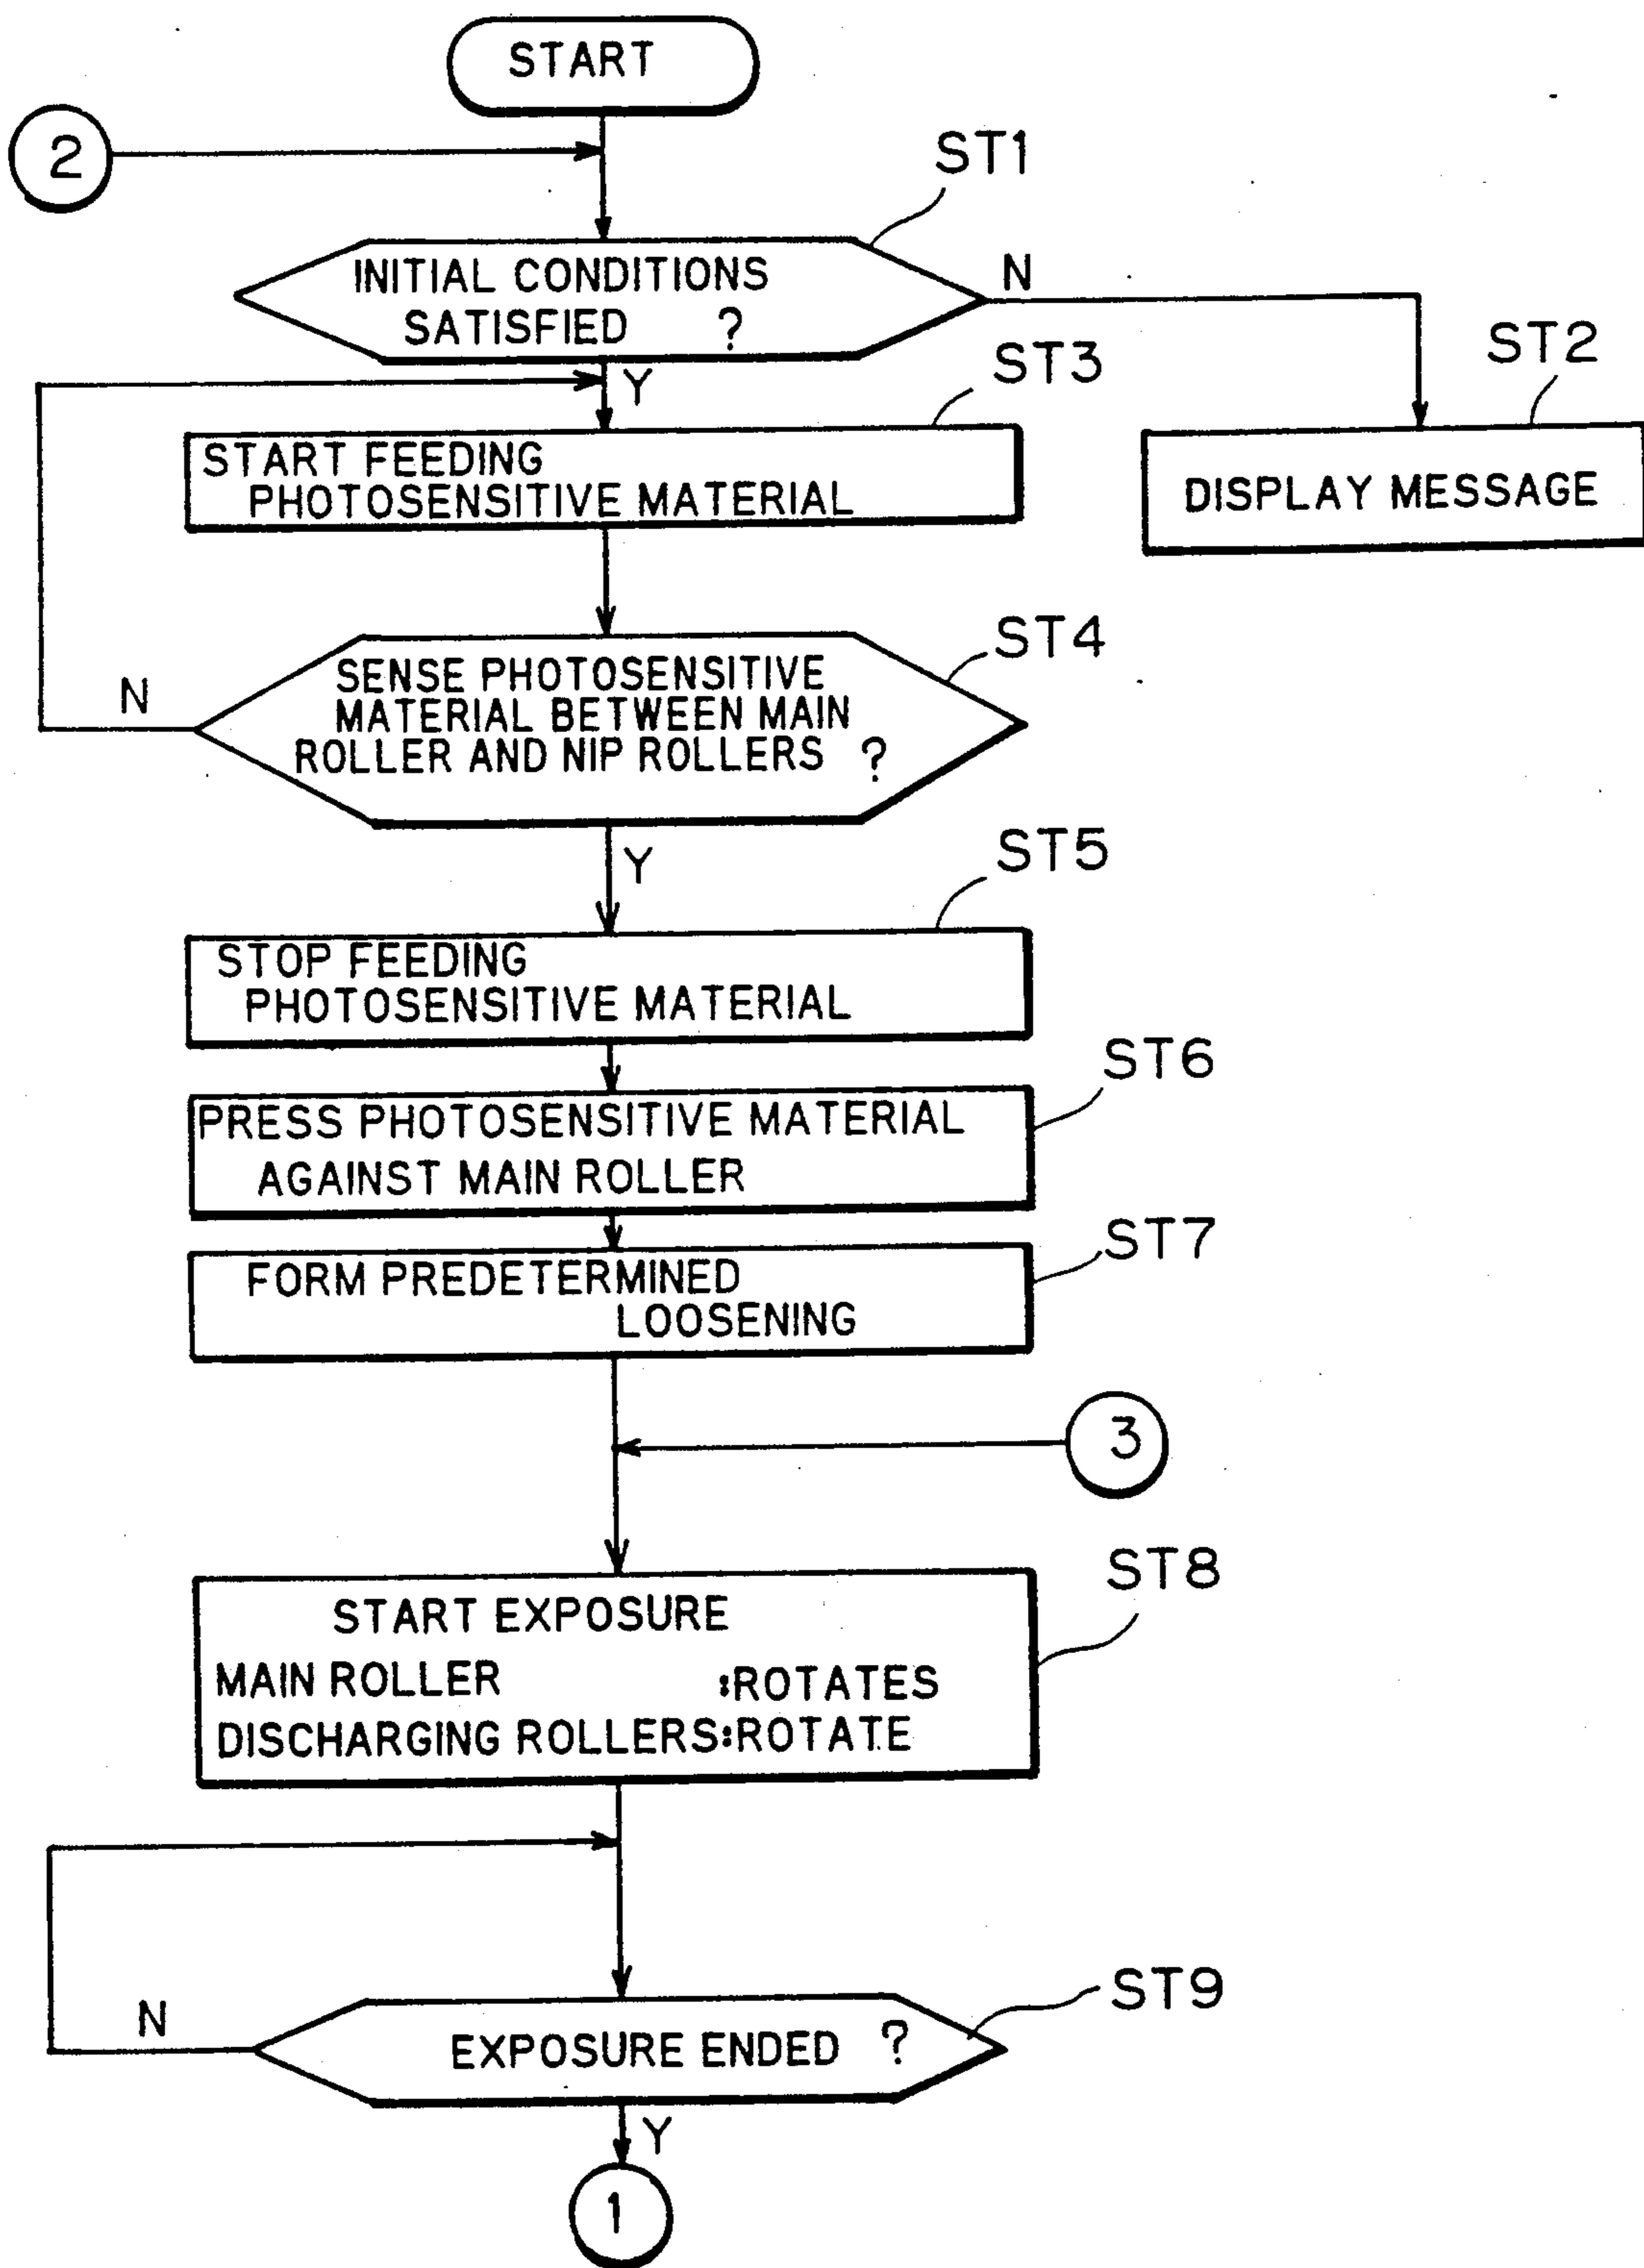 START
2
ST1
INITIAL CONDITIONS
SATISFIED ?
N
Y
ST3
ST2
START FEEDING
PHOTOSENSITIVE MATERIAL
DISPLAY MESSAGE
ST4
SENSE PHOTOSENSITIVE
MATERIAL BETWEEN MAIN
ROLLER AND NIP ROLLERS ?
N
Y
ST5
STOP FEEDING
PHOTOSENSITIVE MATERIAL
ST6
PRESS PHOTOSENSITIVE MATERIAL
AGAINST MAIN ROLLER
ST7
FORM PREDETERMINED
LOOSENING
3
ST8
START EXPOSURE
MAIN ROLLER :ROTATES
DISCHARGING ROLLERS:ROTATE
ST9
N
EXPOSURE ENDED ?
Y
1